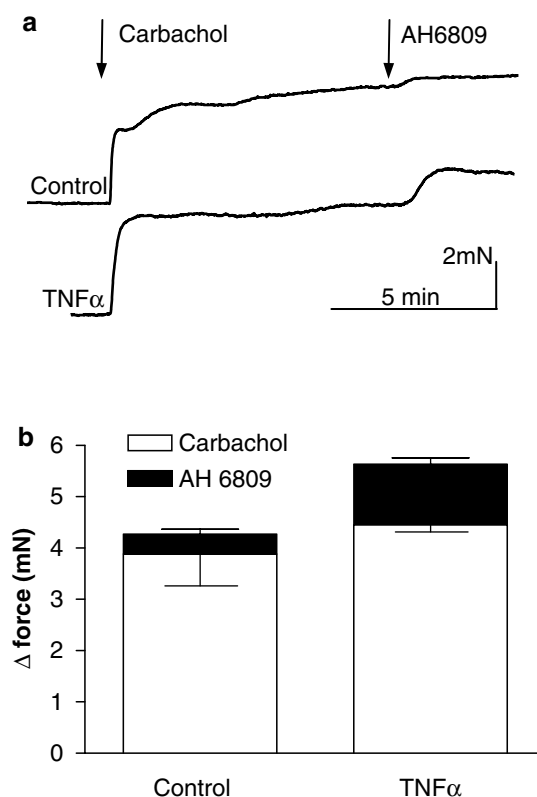 a
Carbachol
AH6809
Control
TNFα
2mN
5 min
b
Carbachol
AH 6809
Δ force (mN)
6
5
4
3
2
1
0
Control
TNFα